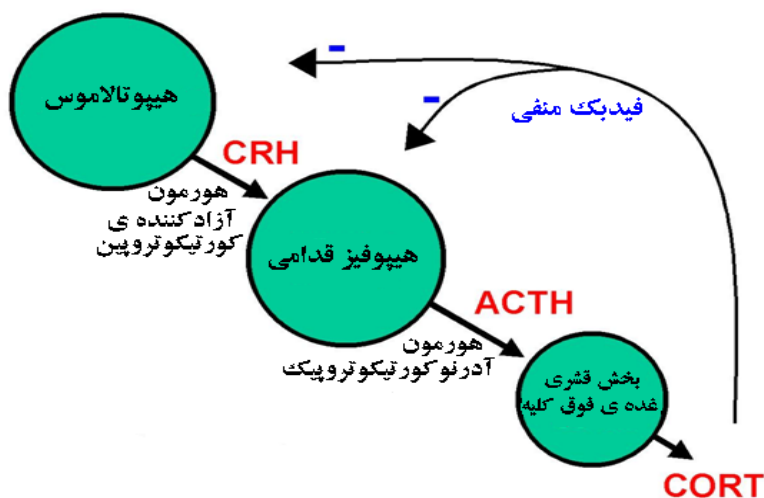 هیپوتالاموس
CRH
هورمون
آزادکننده ی
کورتیکوتروپین
هیپوفیز قدامی
ACTH
هورمون
آدرنوکورتیکوتروپیک
بخش قشری
غده ی فوق کلیه
CORT
فیدبک منفی
-
-